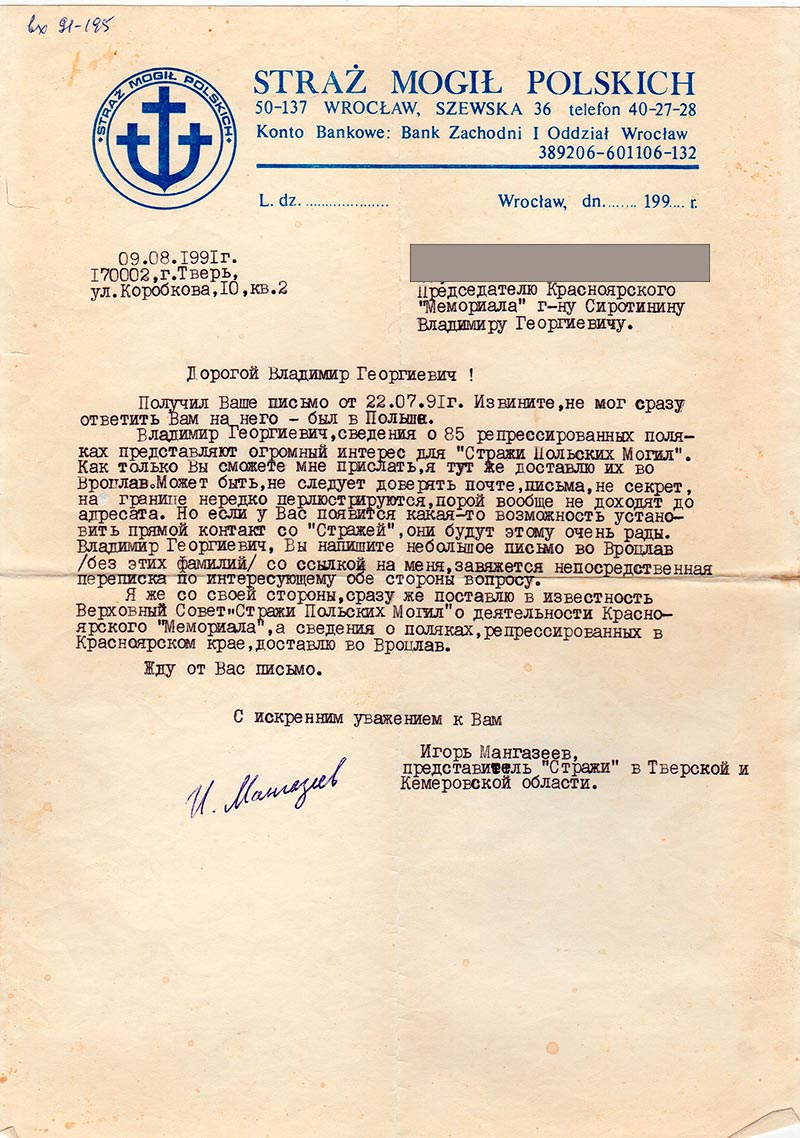 вх 91-195
STRAŻ MOGIŁ POLSKICH
STRAŻ MOGIŁ POLSKICH
50-137 WROCŁAW, SZEWSKA 36 telefon 40-27-28
Konto Bankowe: Bank Zachodni I Oddział Wrocław
389206-601106-132
L. dz. ....................
Wrocław, dn........ 199.... r.
09.08.1991г.
170002,г.Тверь,
ул.Коробкова,10,кв.2
Председателю Красноярского
"Мемориала" г-ну Сиротинину
Владимиру Георгиевичу.
Дорогой Владимир Георгиевич !
Получил Ваше письмо от 22.07.91г. Извините,не мог сразу
ответить Вам на него - был в Польше.
Владимир Георгиевич,сведения о 85 репрессированных поля-
ках представляют огромный интерес для "Стражи Польских Могил".
Как только Вы сможете мне прислать,я тут же доставлю их во
Вроцлав.Может быть,не следует доверять почте,письма,не секрет,
на границе нередко перлюстрируются,порой вообще не доходят до
адресата. Но если у Вас появится какая-то возможность устано-
вить прямой контакт со "Стражей",они будут этому очень рады.
Владимир Георгиевич, Вы напишите небольшое письмо во Вроцлав
/без этих фамилий/ со ссылкой на меня,завяжется непосредственная
переписка по интересующему обе стороны вопросу.
Я же со своей стороны,сразу же поставлю в известность
Верховный Совет"Стражи Польских Могил"о деятельности Красно-
ярского "Мемориала",а сведения о поляках,репрессированных в
Красноярском крае,доставлю во Вроцлав.
Жду от Вас письмо.
С искренним уважением к Вам
И. Мангазеев
Игорь Мангазеев,
представитель "Стражи" в Тверской и
Кемеровской области.